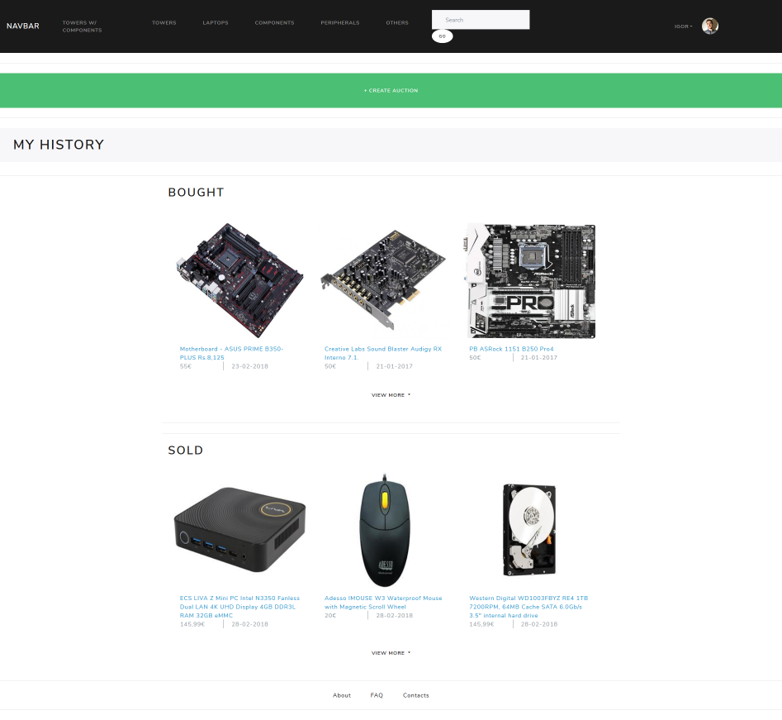 NAVBAR
TOWERS W/
COMPONENTS
TOWERS
LAPTOPS
COMPONENTS
PERIPHERALS
OTHERS
Search
GO
IGOR
+ CREATE AUCTION
MY HISTORY
BOUGHT
Motherboard - ASUS PRIME B350-
PLUS Rs.8,125
55€ 23-02-2018
Creative Labs Sound Blaster Audigy RX
Interno 7.1
50€ 21-01-2017
PRO
PB ASRock 1151 B250 Pro4
50€ 21-01-2017
VIEW MORE
SOLD
ECS LIVA Z Mini PC Intel N3350 Fanless
Dual LAN 4K UHD Display 4GB DDR3L
RAM 32GB eMMC
145,99€ 28-02-2018
Adesso IMOUSE W3 Waterproof Mouse
with Magnetic Scroll Wheel
20£ 28-02-2018
Western Digital WD1003FBYZ RE4 1TB
7200RPM, 64MB Cache SATA 6.0Gb/s
3.5" internal hard drive
145,99€ 28-02-2018
VIEW MORE
About FAQ Contacts